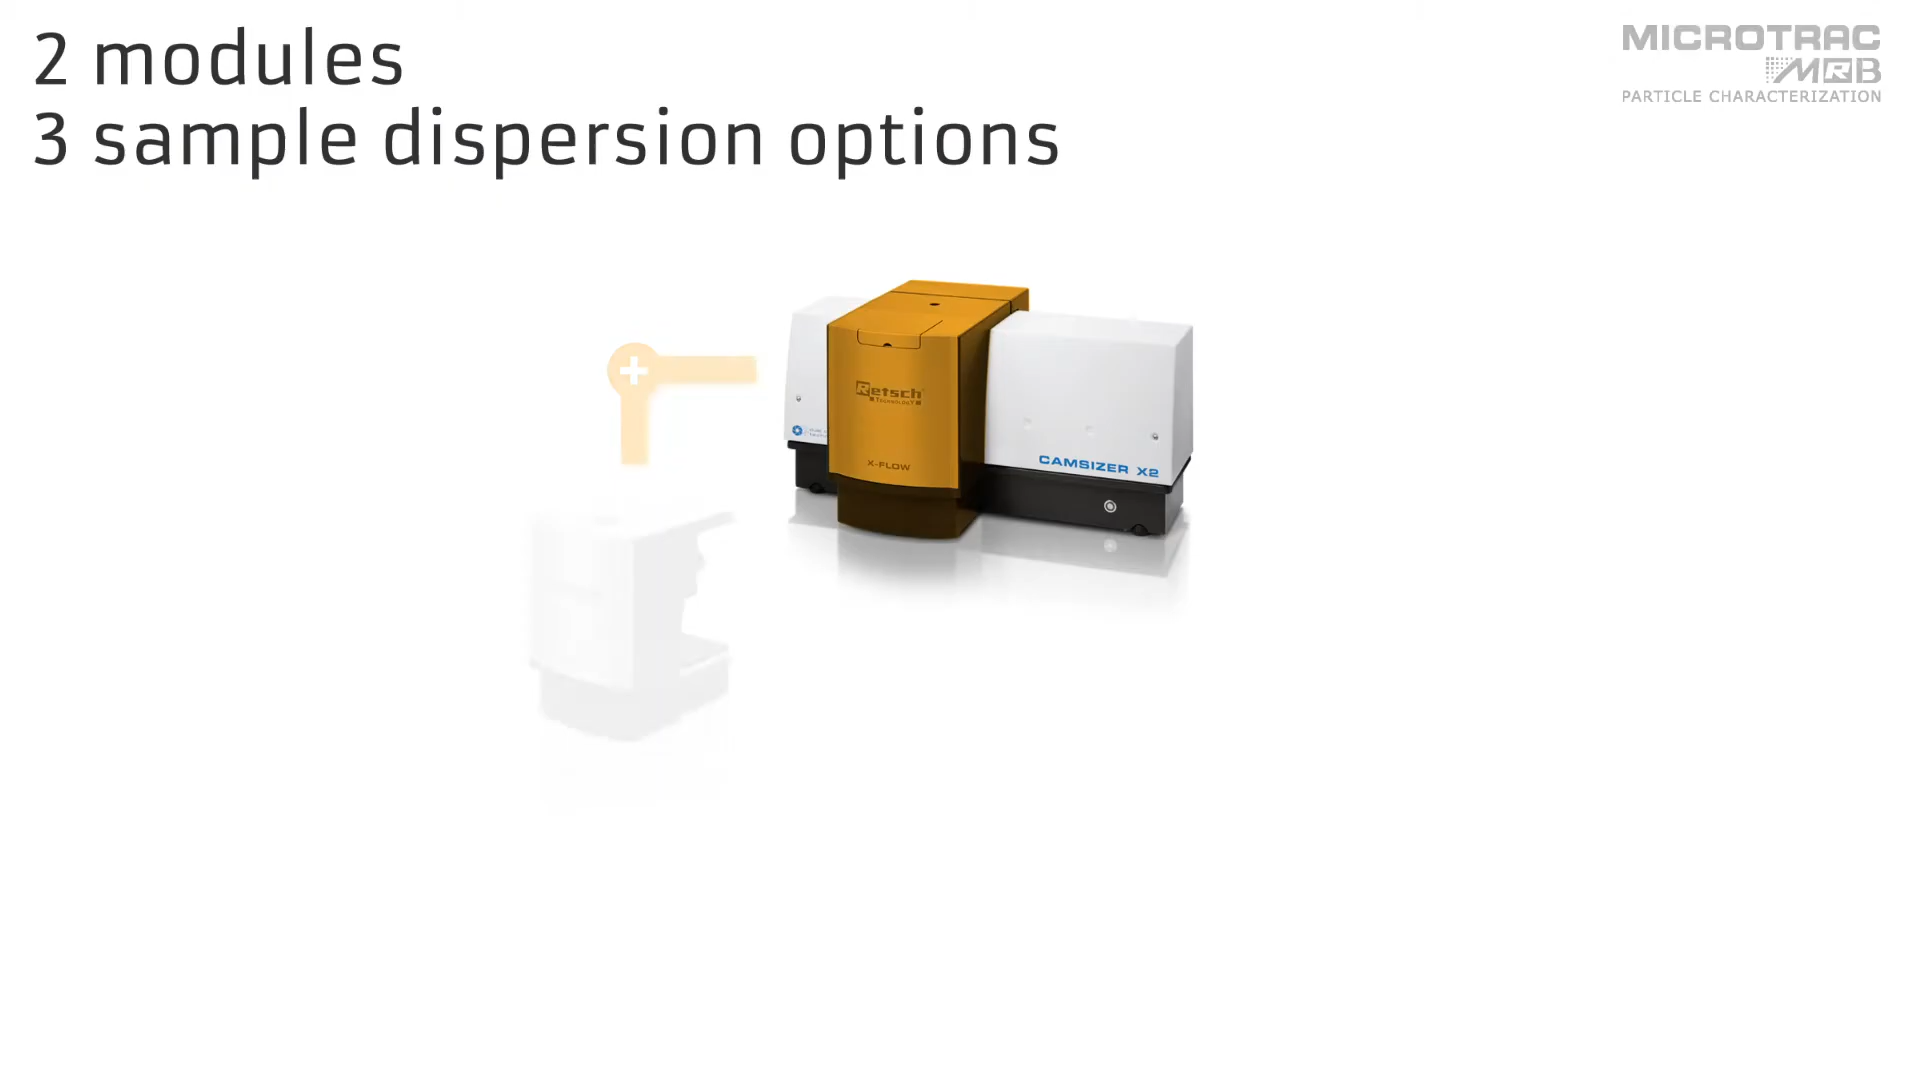 2 modules
3 sample dispersion options
MICROTRAC
MRB
PARTICLE CHARACTERIZATION
Retsch
TECHNOLOGY
X-FLOW
CAMSIZER X2